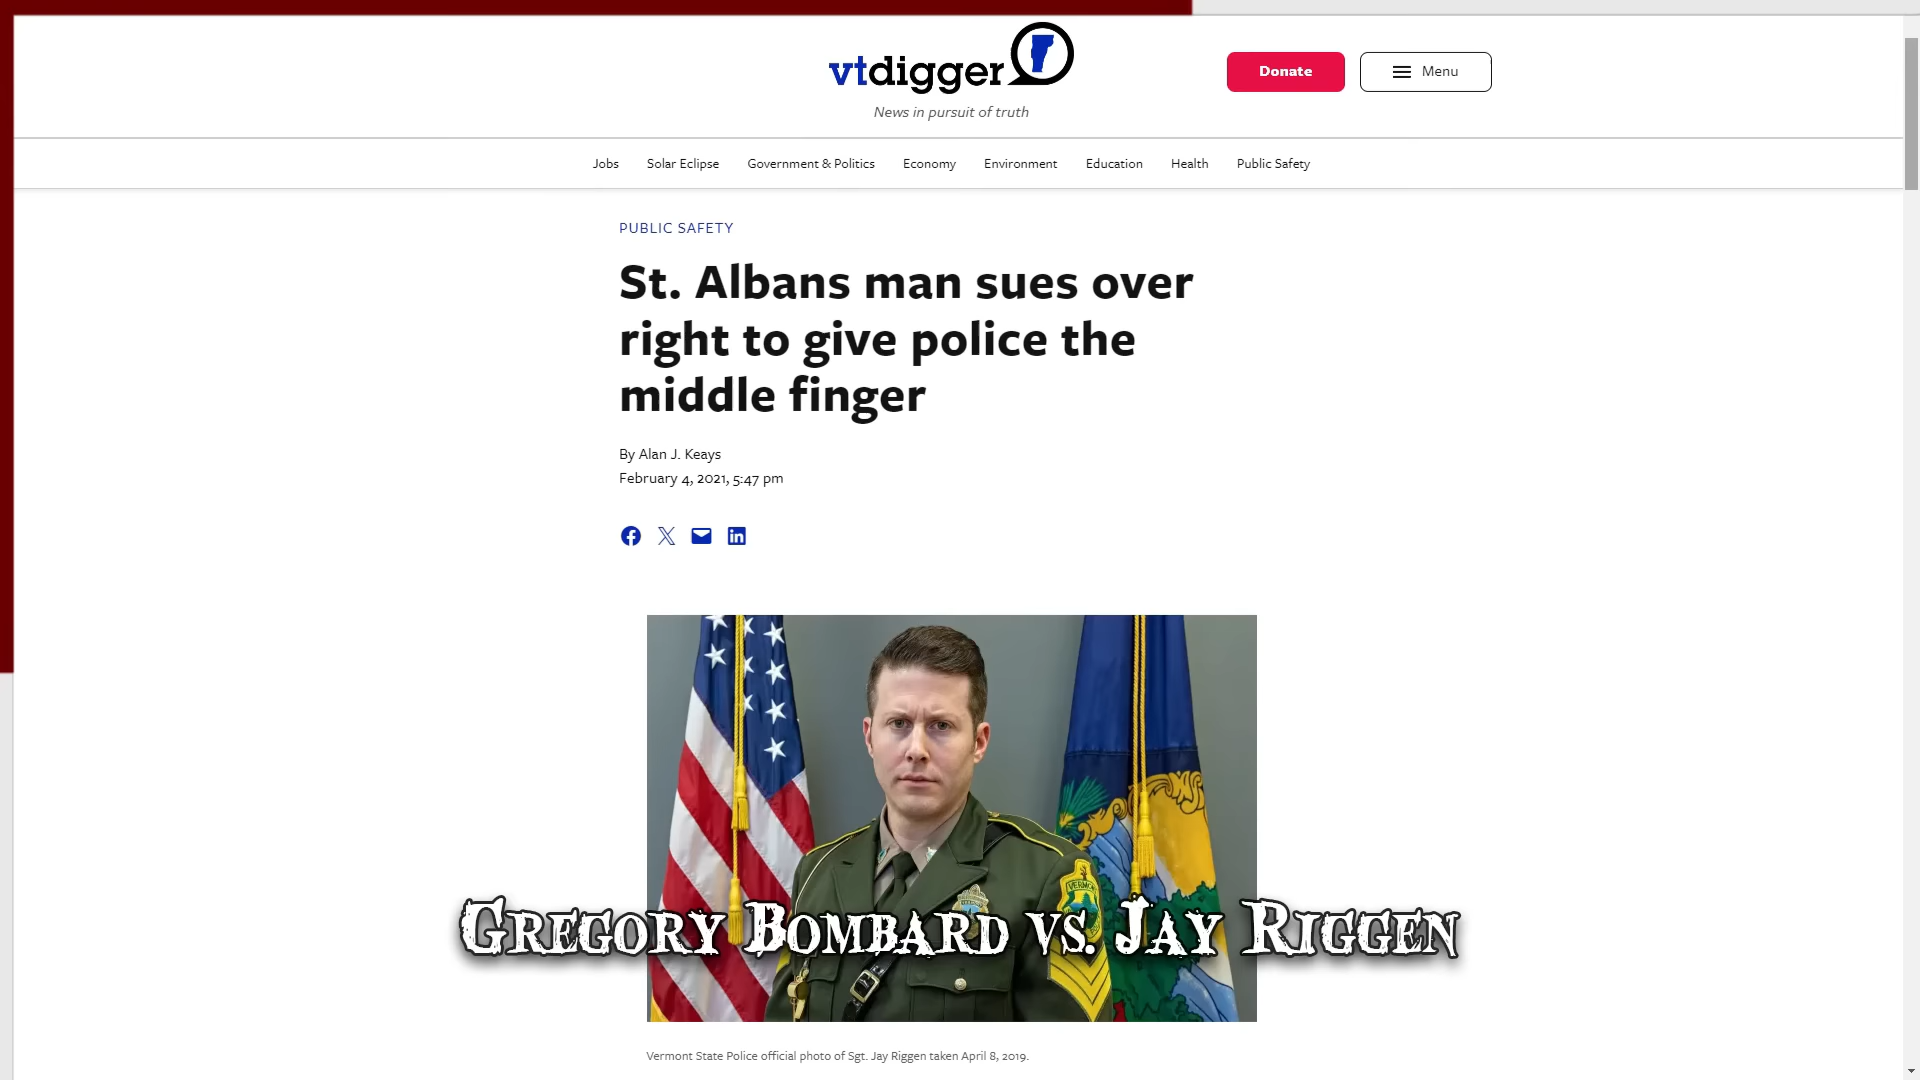 vtdigger
News in pursuit of truth
Donate
Menu
Jobs
Solar Eclipse
Government & Politics
Economy
Environment
Education
Health
Public Safety
PUBLIC SAFETY
St. Albans man sues over
right to give police the
middle finger
By Alan J. Keays
February 4, 2021, 5:47 pm
VERMONT
Gregory Bombard vs. Jay Riggen
Vermont State Police official photo of Sgt. Jay Riggen taken April 8, 2019.